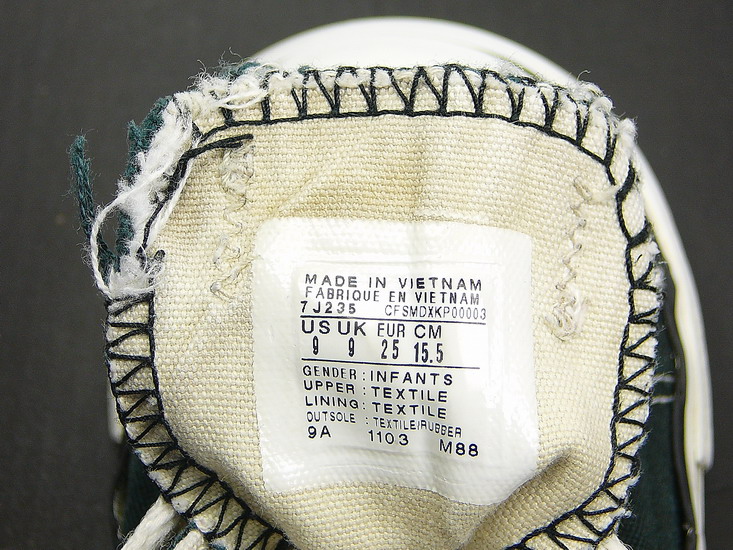 MADE IN VIETNAM
FABRIQUE EN VIETNAM
7J235 CFSMDXKP00003
US UK EUR CM
9 9 25 15.5
GENDER : INFANTS
UPPER : TEXTILE
LINING : TEXTILE
OUTSOLE : TEXTILE/RUBBER
9A 1103 M88